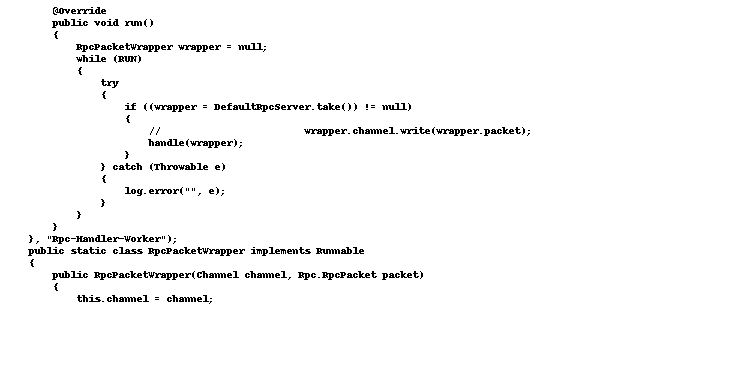 @Override
public void run()
{
RpcPacketWrapper wrapper = null;
while (RUN)
{
try
{
if ((wrapper = DefaultRpcServer.take()) != null)
{
// wrapper.channel.write(wrapper.packet);
handle(wrapper);
}
} catch (Throwable e)
{
log.error("", e);
}
}
}
}, "Rpc-Handler-Worker");
public static class RpcPacketWrapper implements Runnable
{
public RpcPacketWrapper(Channel channel, Rpc.RpcPacket packet)
{
this.channel = channel;